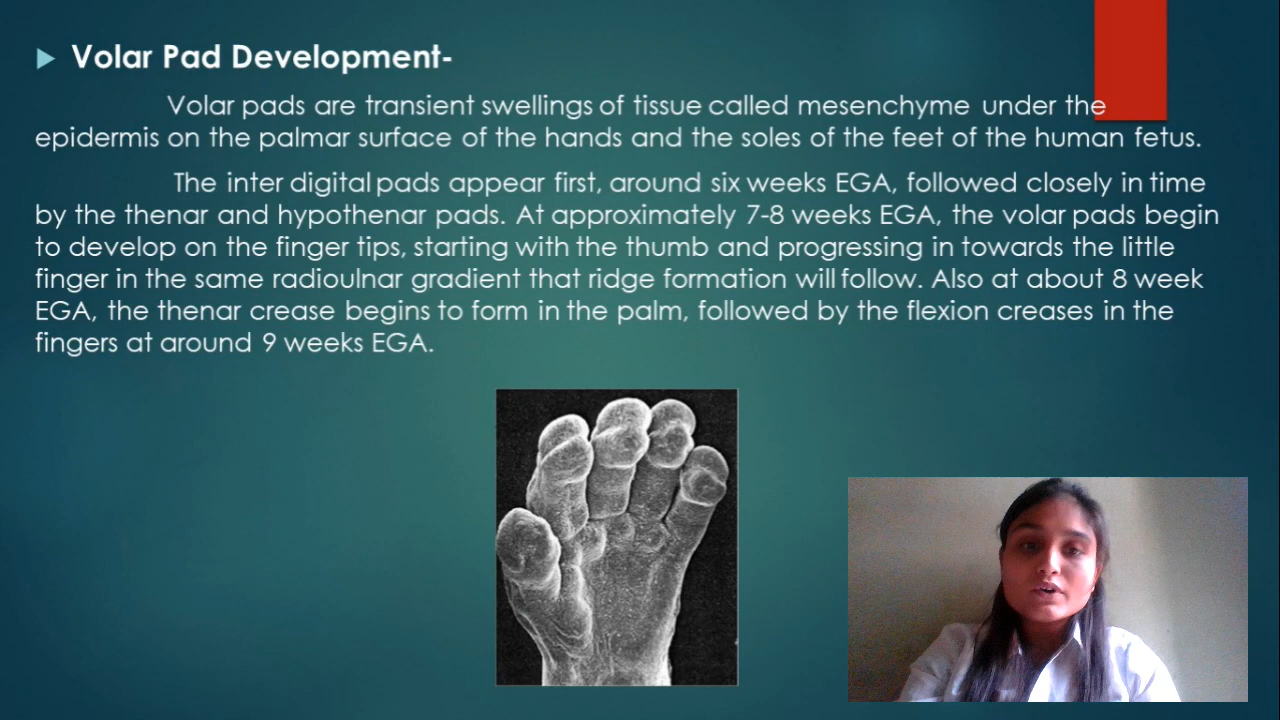 Volar Pad Development-
Volar pads are transient swellings of tissue called mesenchyme under the
epidermis on the palmar surface of the hands and the soles of the feet of the human fetus.
The inter digital pads appear first, around six weeks EGA, followed closely in time
by the thenar and hypothenar pads. At approximately 7-8 weeks EGA, the volar pads begin
to develop on the finger tips, starting with the thumb and progressing in towards the little
finger in the same radioulnar gradient that ridge formation will follow. Also at about 8 week
EGA, the thenar crease begins to form in the palm, followed by the flexion creases in the
fingers at around 9 weeks EGA.